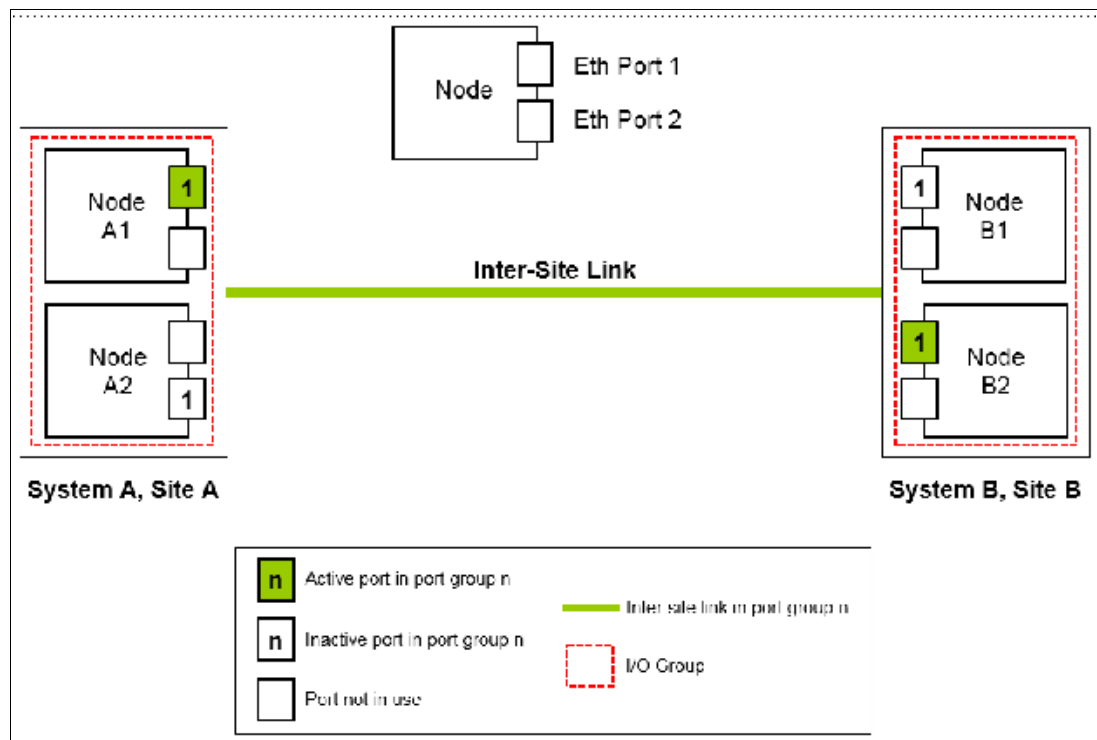 Node
Eth Port 1
Eth Port 2
Node
A1
1
Node
A2
1
Inter-Site Link
1
Node
B1
1
Node
B2
System A, Site A
System B, Site B
n
Active port in port group n
Inter site link in port group n
n
Inactive port in port group n
I/O Group
Port not in use